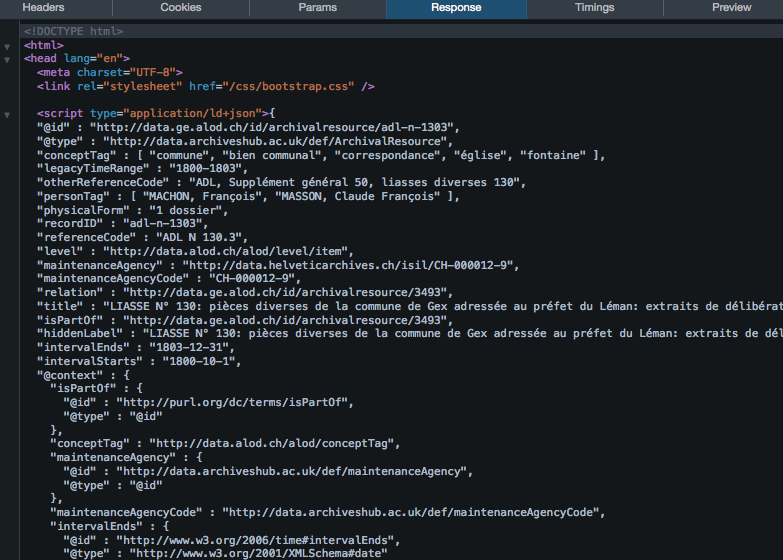 Headers Cookies Params Response Timings Preview
<!DOCTYPE html>
<html>
<head lang="en">
<meta charset="UTF-8">
<link rel="stylesheet" href="/css/bootstrap.css" />
<script type="application/ld+json">{
"@id" : "http://data.ge.alod.ch/id/archivalresource/adl-n-1303",
"@type" : "http://data.archiveshub.ac.uk/def/ArchivalResource",
"conceptTag" : [ "commune", "bien communal", "correspondance", "église", "fontaine" ],
"legacyTimeRange" : "1800-1803",
"otherReferenceCode" : "ADL, Supplément général 50, liasses diverses 130",
"personTag" : [ "MACHON, François", "MASSON, Claude François" ],
"physicalForm" : "1 dossier",
"recordID" : "adl-n-1303",
"referenceCode" : "ADL N 130.3",
"level" : "http://data.alod.ch/alod/level/item",
"maintenanceAgency" : "http://data.helveticarchives.ch/isil/CH-000012-9",
"maintenanceAgencyCode" : "CH-000012-9",
"relation" : "http://data.ge.alod.ch/id/archivalresource/3493",
"title" : "LIASSE N° 130: pièces diverses de la commune de Gex adressée au préfet du Léman: extraits de délibérat
"isPartOf" : "http://data.ge.alod.ch/id/archivalresource/3493",
"hiddenLabel" : "LIASSE N° 130: pièces diverses de la commune de Gex adressée au préfet du Léman: extraits de dél
"intervalEnds" : "1803-12-31",
"intervalStarts" : "1800-10-1",
"@context" : {
"isPartOf" : {
"@id" : "http://purl.org/dc/terms/isPartOf",
"@type" : "@id"
},
"conceptTag" : "http://data.alod.ch/alod/conceptTag",
"maintenanceAgency" : {
"@id" : "http://data.archiveshub.ac.uk/def/maintenanceAgency",
"@type" : "@id"
},
"maintenanceAgencyCode" : "http://data.archiveshub.ac.uk/def/maintenanceAgencyCode",
"intervalEnds" : {
"@id" : "http://www.w3.org/2006/time#intervalEnds",
"@type" : "http://www.w3.org/2001/XMLSchema#date"